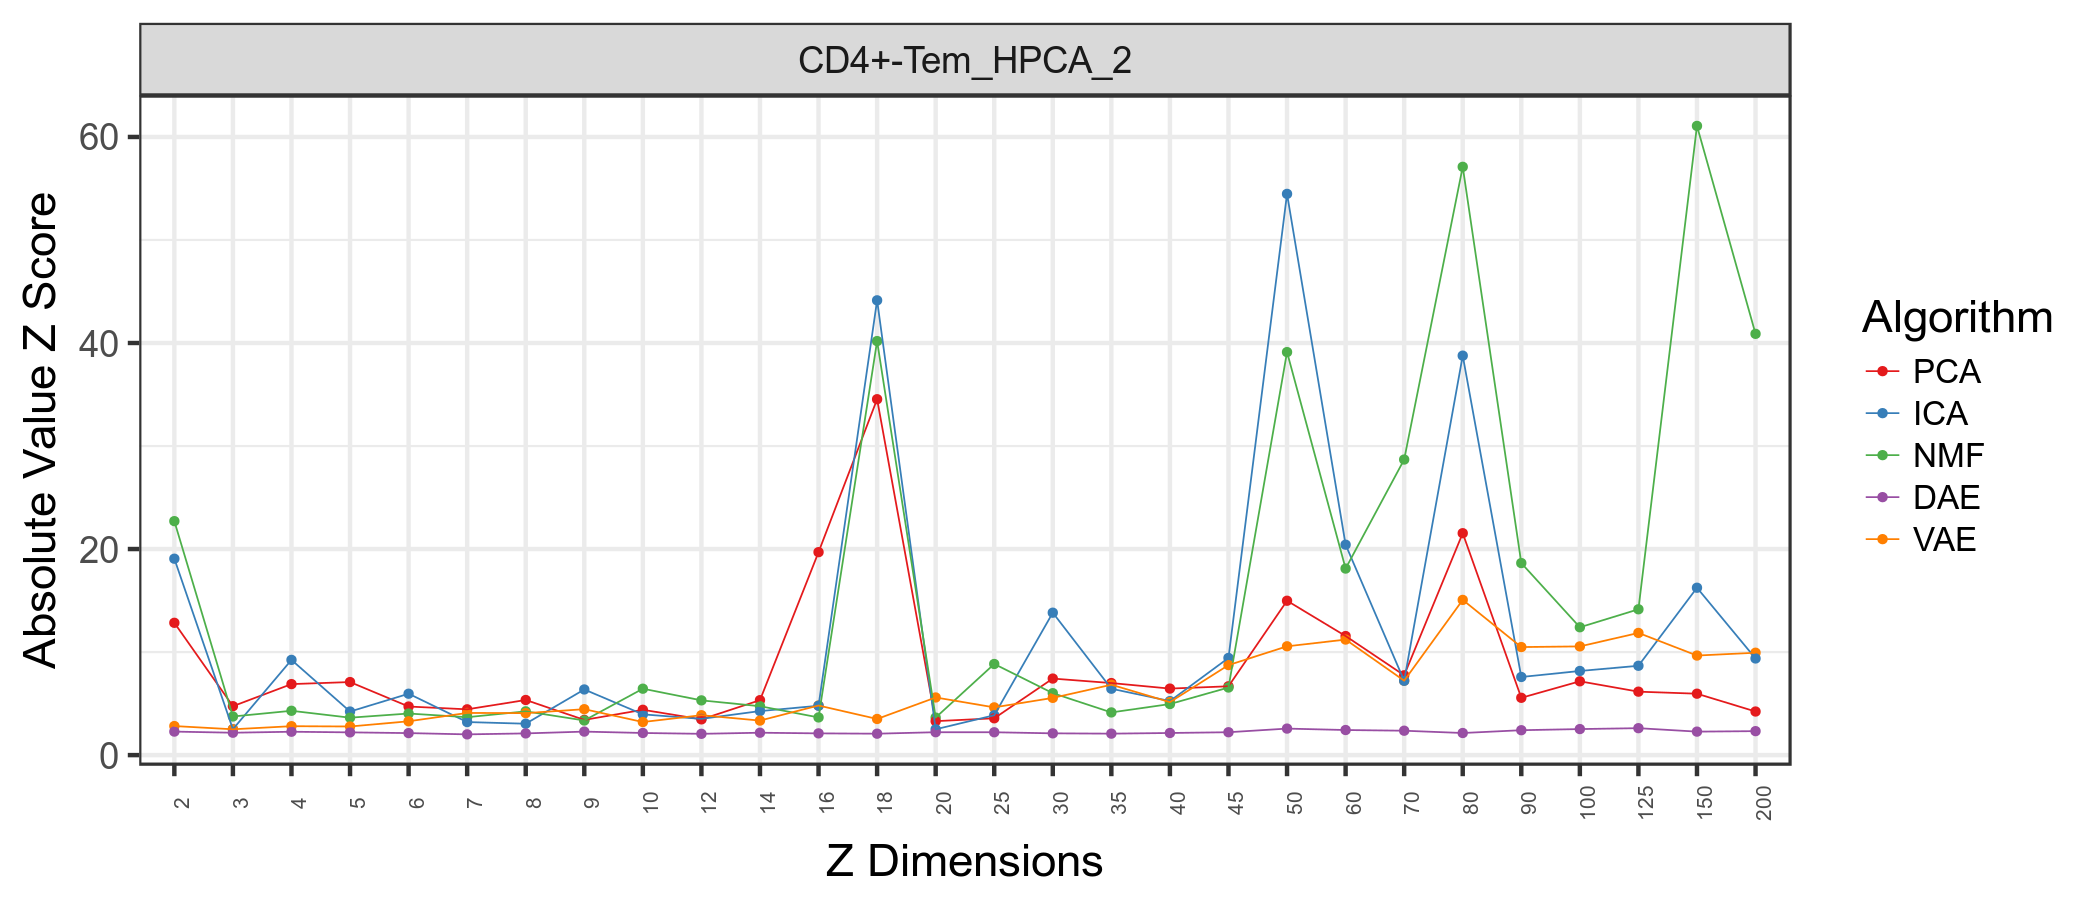 CD4+-Tem_HPCA_2
Absolute Value Z Score
60
40
20
0
2 3 4 5 6 7 8 9 10 12 14 16 18 20 25 30 35 40 45 50 60 70 80 90 100 125 150 200
Z Dimensions
Algorithm
PCA
ICA
NMF
DAE
VAE